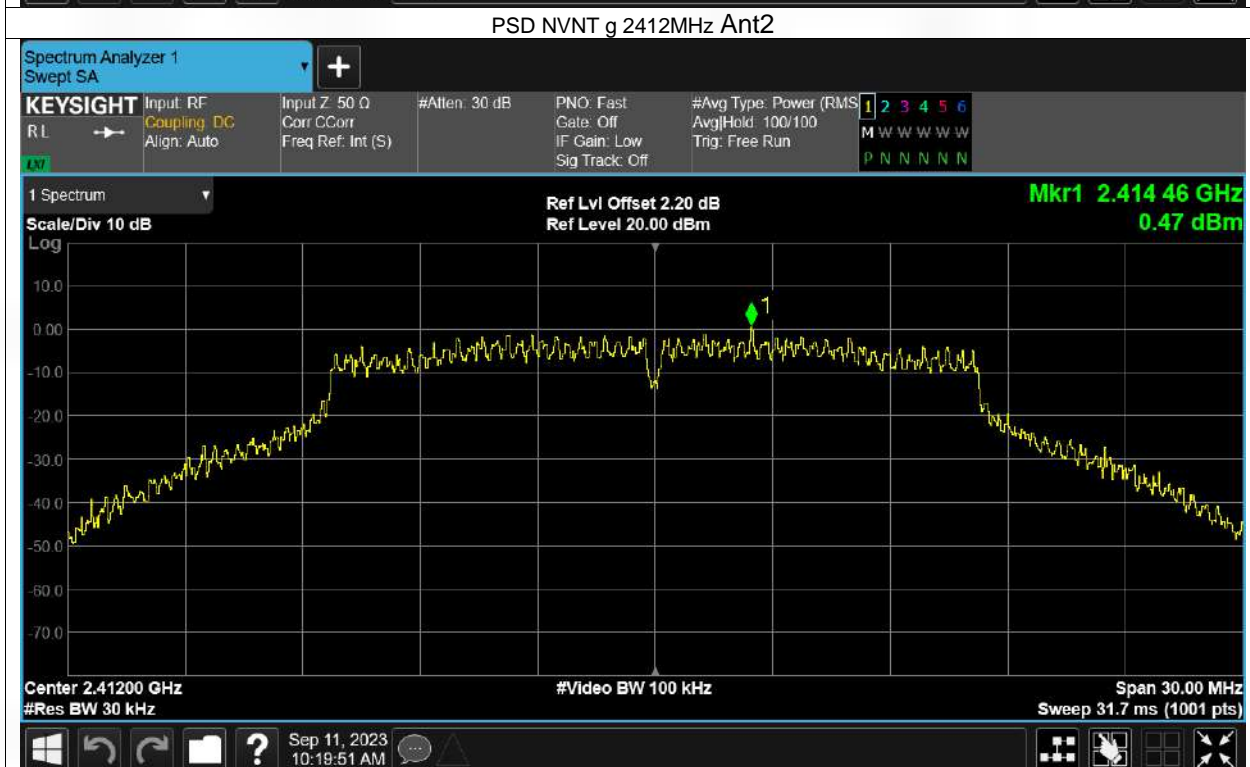 PSD NVNT g 2412MHz Ant2
Spectrum Analyzer 1
Swept SA
+
KEYSIGHT
RL
LXI
Input: RF
Coupling: DC
Align: Auto
Input Z: 50 Ω
Corr CCorr
Freq Ref: Int (S)
#Atten: 30 dB
PNO: Fast
Gate: Off
IF Gain: Low
Sig Track: Off
#Avg Type: Power (RMS
Avg|Hold: 100/100
Trig: Free Run
1 2 3 4 5 6
M W W W W W
P N N N N N
1 Spectrum
Scale/Div 10 dB
Ref Lvl Offset 2.20 dB
Ref Level 20.00 dBm
Mkr1 2.414 46 GHz
0.47 dBm
Log
10.0
0.00
-10.0
-20.0
-30.0
-40.0
-50.0
-60.0
-70.0
1
Center 2.41200 GHz
#Res BW 30 kHz
#Video BW 100 kHz
Span 30.00 MHz
Sweep 31.7 ms (1001 pts)
?
Sep 11, 2023
10:19:51 AM